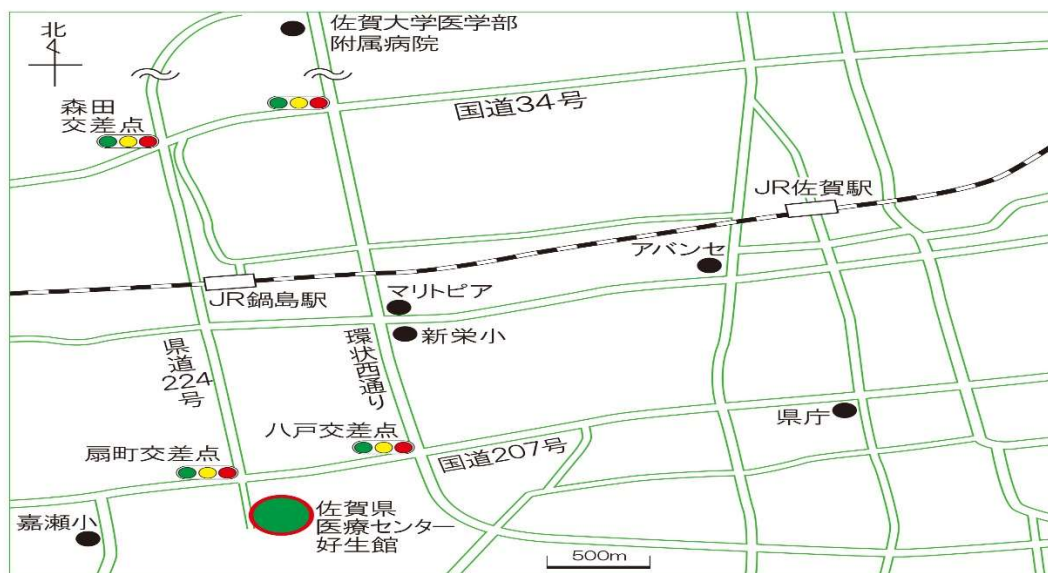 北
佐賀大学医学部
附属病院
森田
交差点
国道34号
JR佐賀駅
アバンセ
JR鍋島駅
マリトピア
新栄小
県道224号
環状西通り
県庁
八戸交差点
扇町交差点
国道207号
嘉瀬小
佐賀県
医療センター
好生館
500m